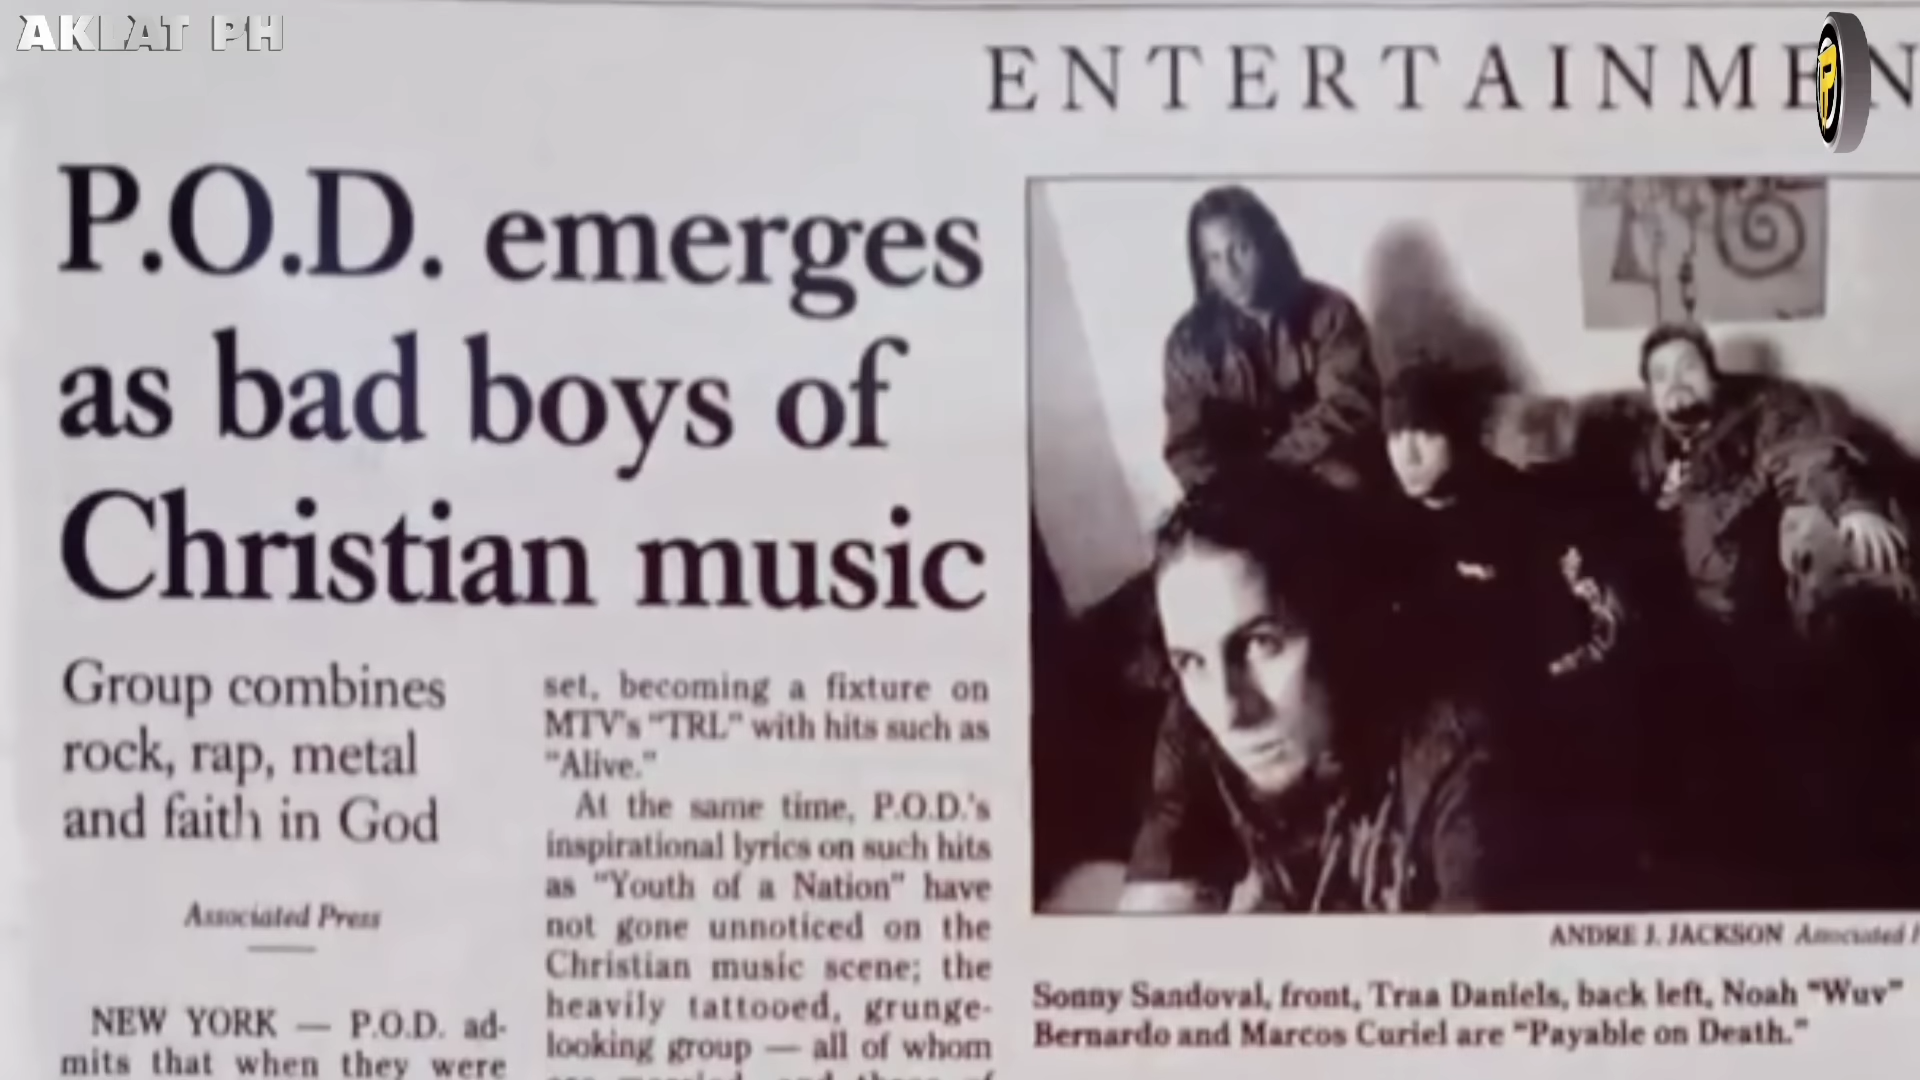 AKLAT PH
ENTERTAINMEN
P.O.D. emerges
as bad boys of
Christian music
Group combines
rock, rap, metal
and faith in God
Associated Press
NEW YORK — P.O.D. ad-
mits that when they were
set, becoming a fixture on
MTV's "TRL" with hits such as
"Alive."
At the same time, P.O.D.'s
inspirational lyrics on such hits
as "Youth of a Nation" have
not gone unnoticed on the
Christian music scene; the
heavily tattooed, grunge-
looking group — all of whom
ANDRE J. JACKSON Associated
Sonny Sandoval, front, Traa Daniels, back left, Noah "Wuv"
Bernardo and Marcos Curiel are "Payable on Death."